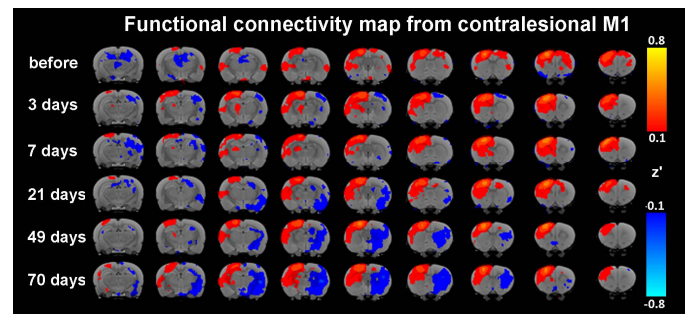 Functional connectivity map from contralesional M1
before
3 days
7 days
21 days
49 days
70 days
0.8
0.1
z'
-0.1
-0.8